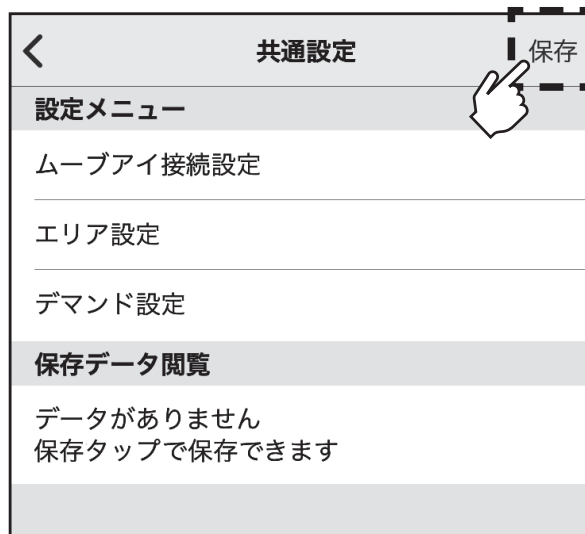 共通設定
保存
設定メニュー
ムーブアイ接続設定
エリア設定
デマンド設定
保存データ閲覧
データがありません
保存タップで保存できます